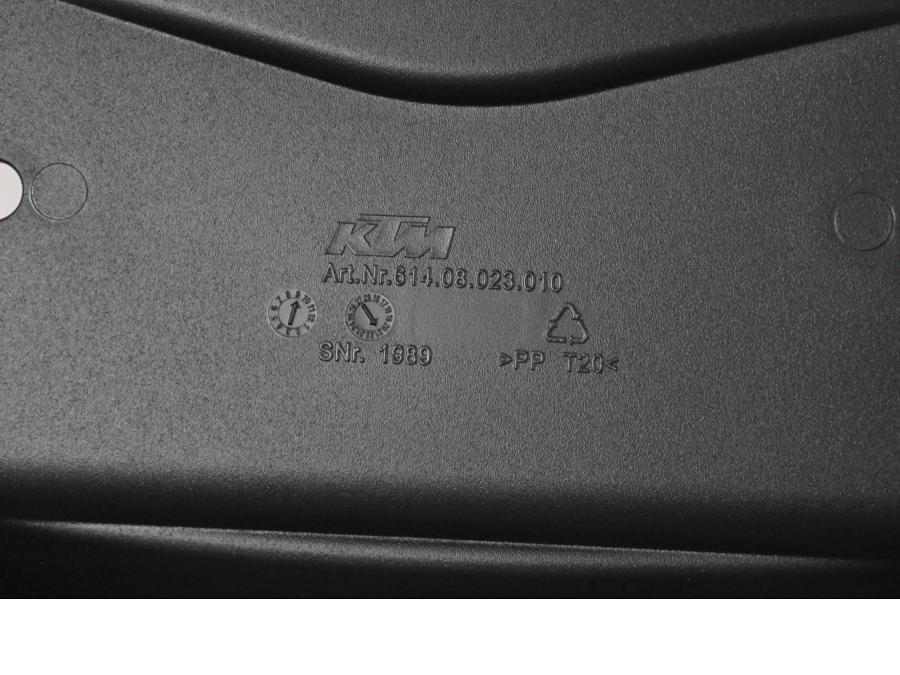 KTM
Art.Nr.614.08.023.010
SNr. 1989
>PP T20<